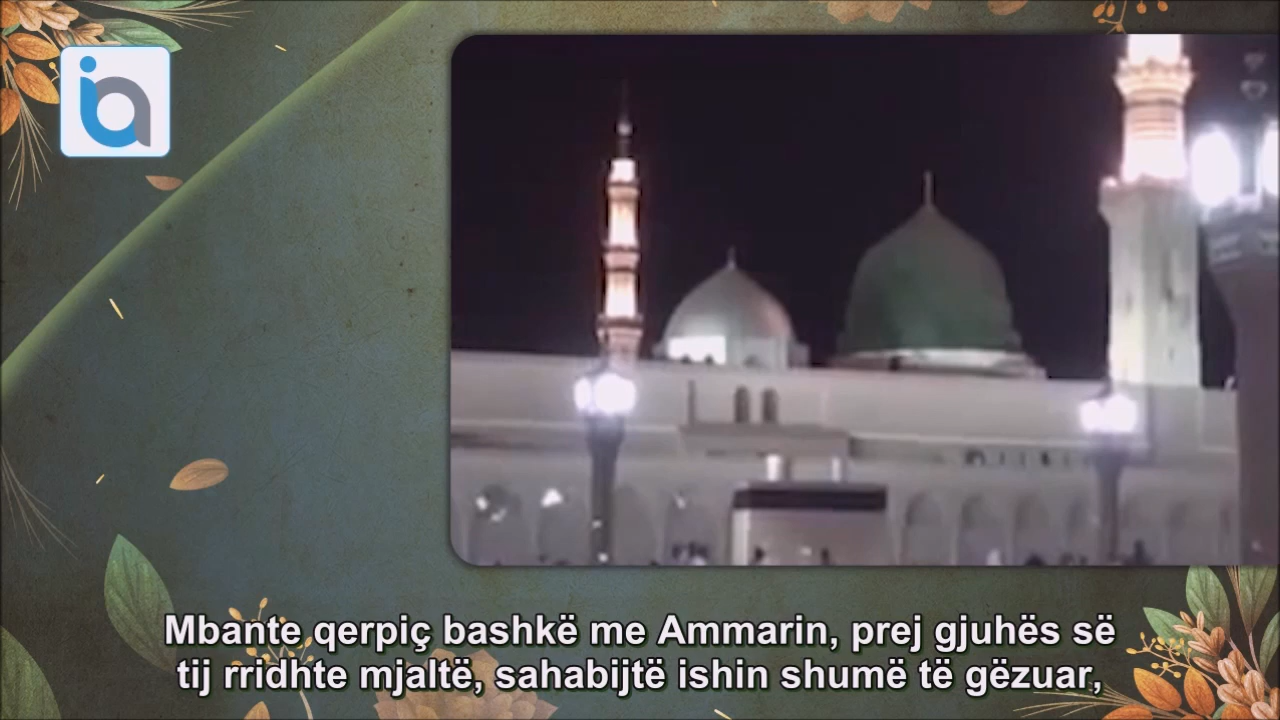 Mbante qerpiç bashkë me Ammarin, prej gjuhës së
tij rridhte mjaltë, sahabijtë ishin shumë të gëzuar,